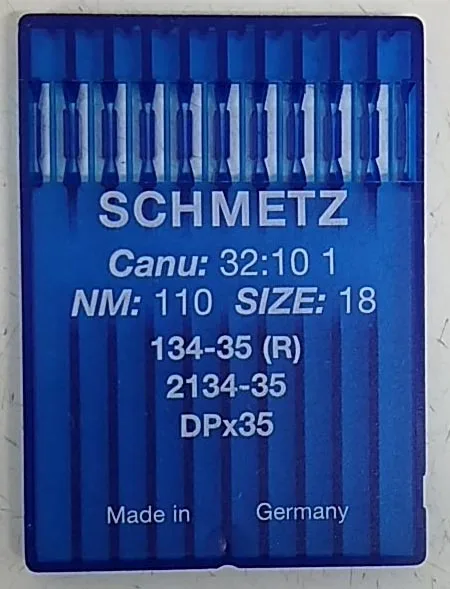 SCHMETZ
Canu: 32:10 1
NM: 110 SIZE: 18
134-35 (R)
2134-35
DPx35
Made in Germany